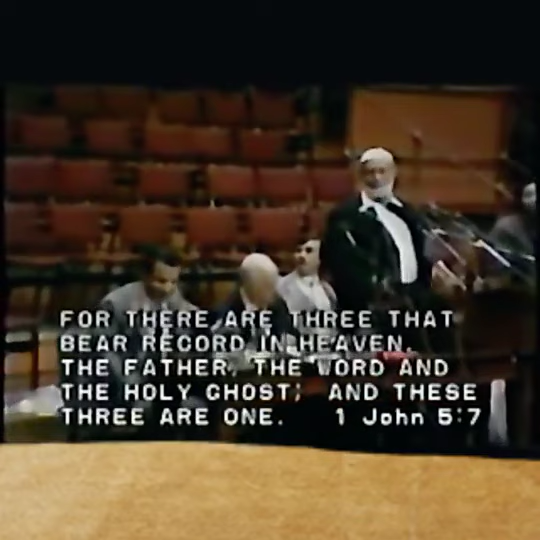 FOR THERE ARE THREE THAT
BEAR RECORD IN HEAVEN,
THE FATHER, THE WORD AND
THE HOLY GHOST; AND THESE
THREE ARE ONE. 1 John 5:7